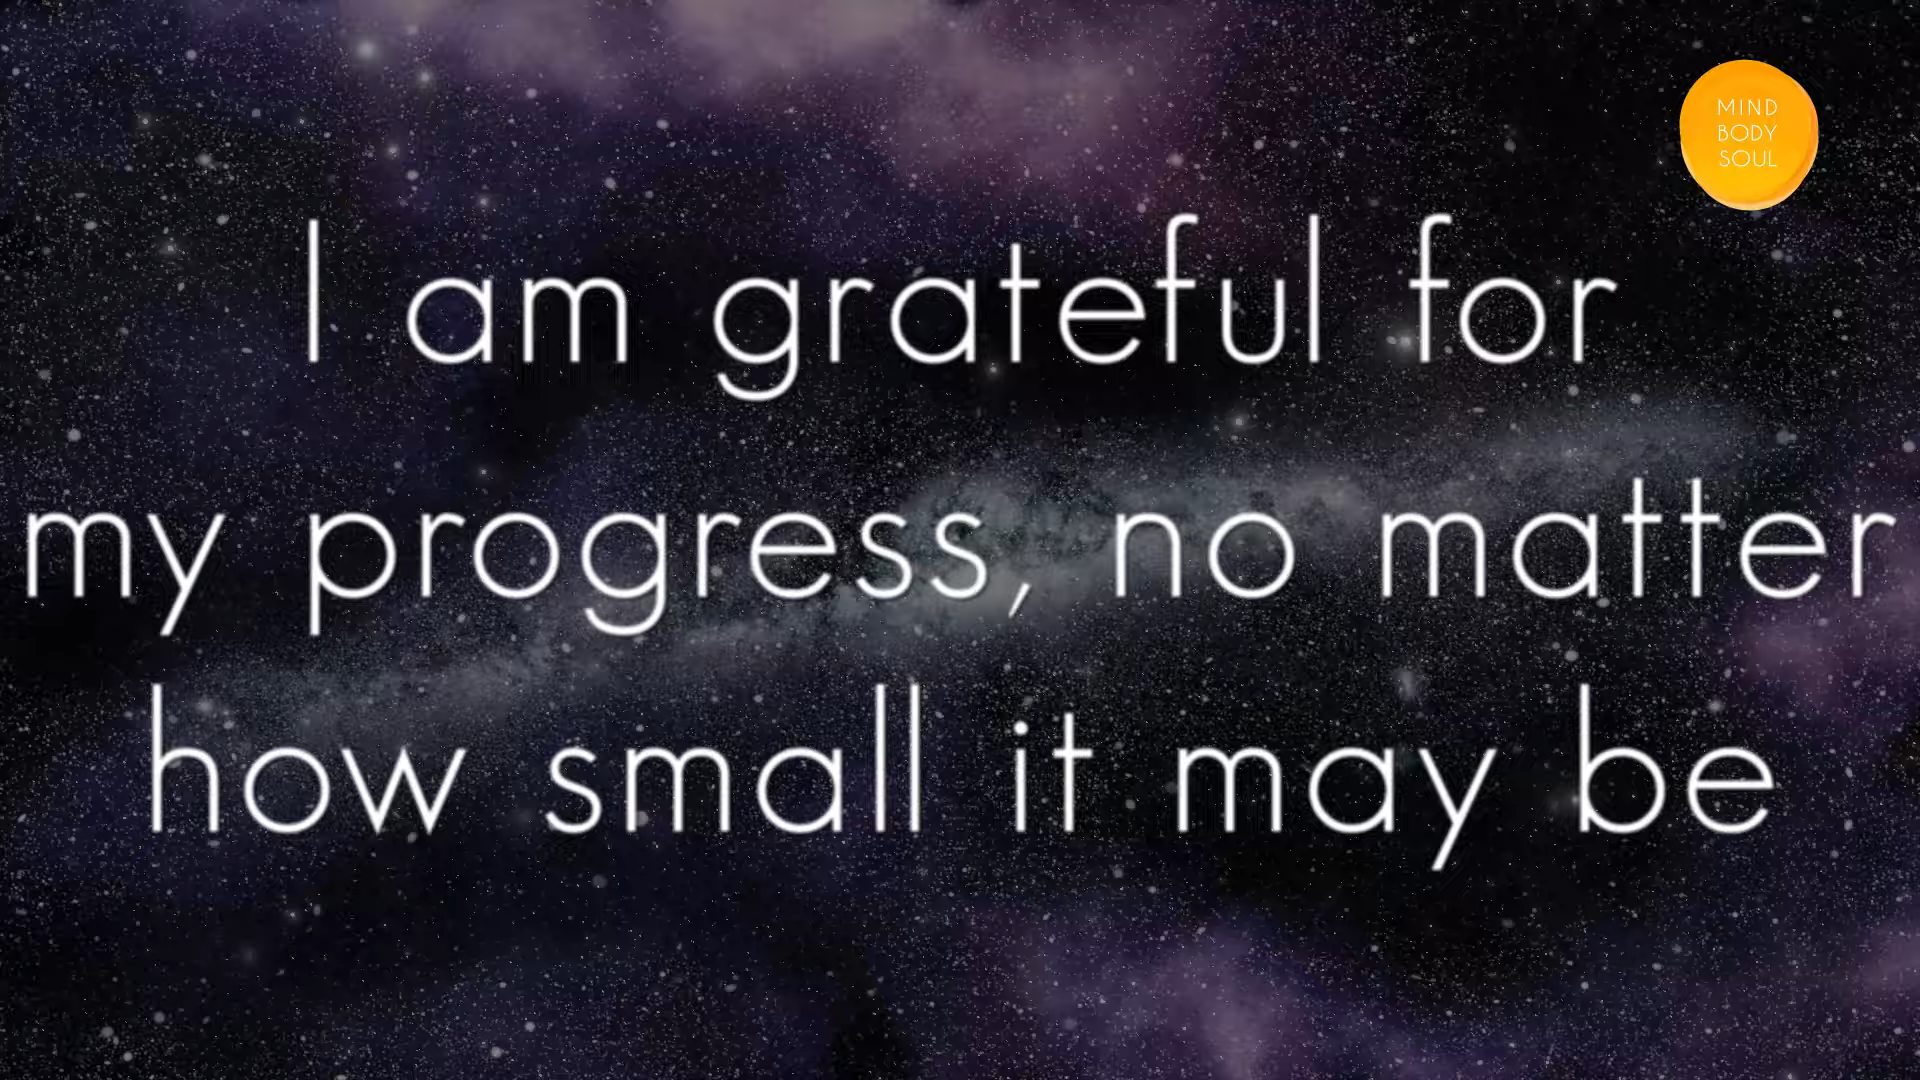 MIND
BODY
SOUL
I am grateful for
my progress, no matter
how small it may be